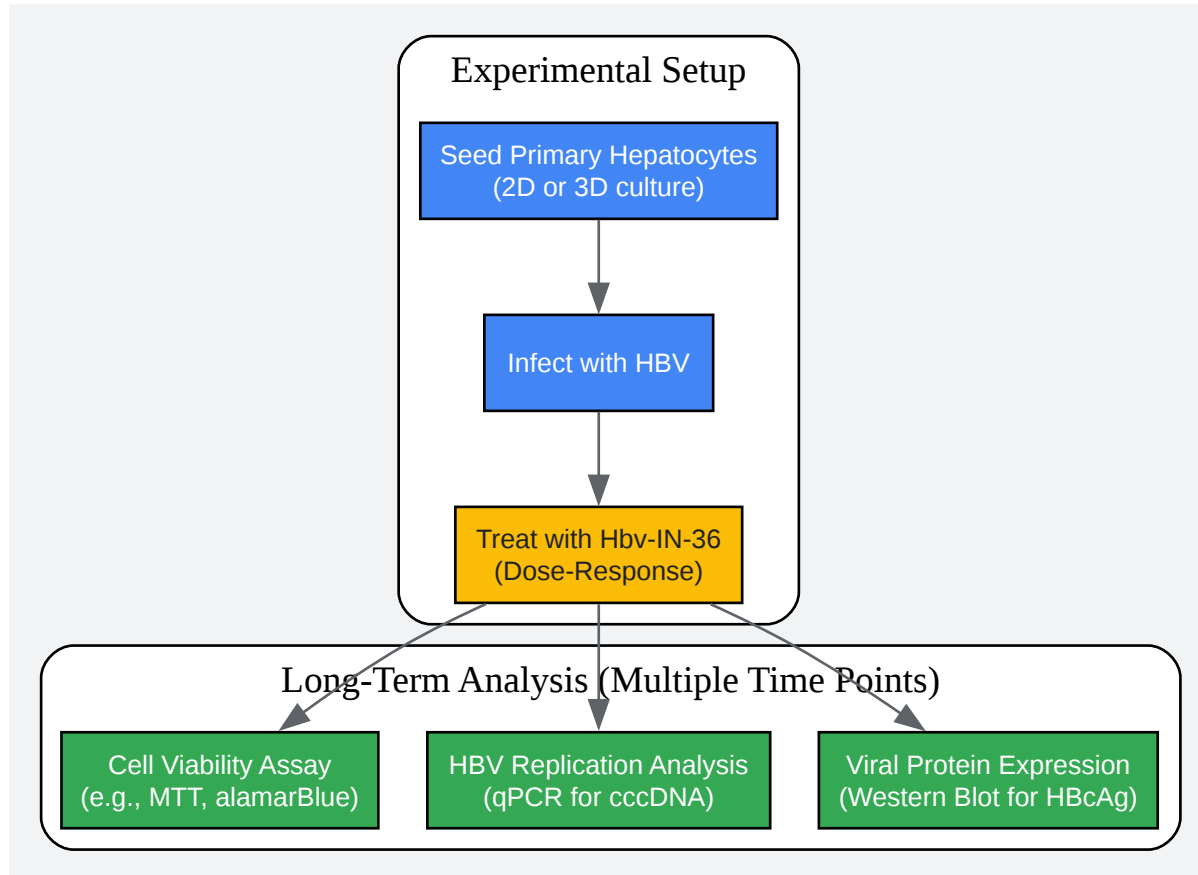 Experimental Setup
Seed Primary Hepatocytes
(2D or 3D culture)
Infect with HBV
Treat with Hbv-IN-36
(Dose-Response)
Long-Term Analysis (Multiple Time Points)
Cell Viability Assay
(e.g., MTT, alamarBlue)
HBV Replication Analysis
(qPCR for cccDNA)
Viral Protein Expression
(Western Blot for HBcAg)